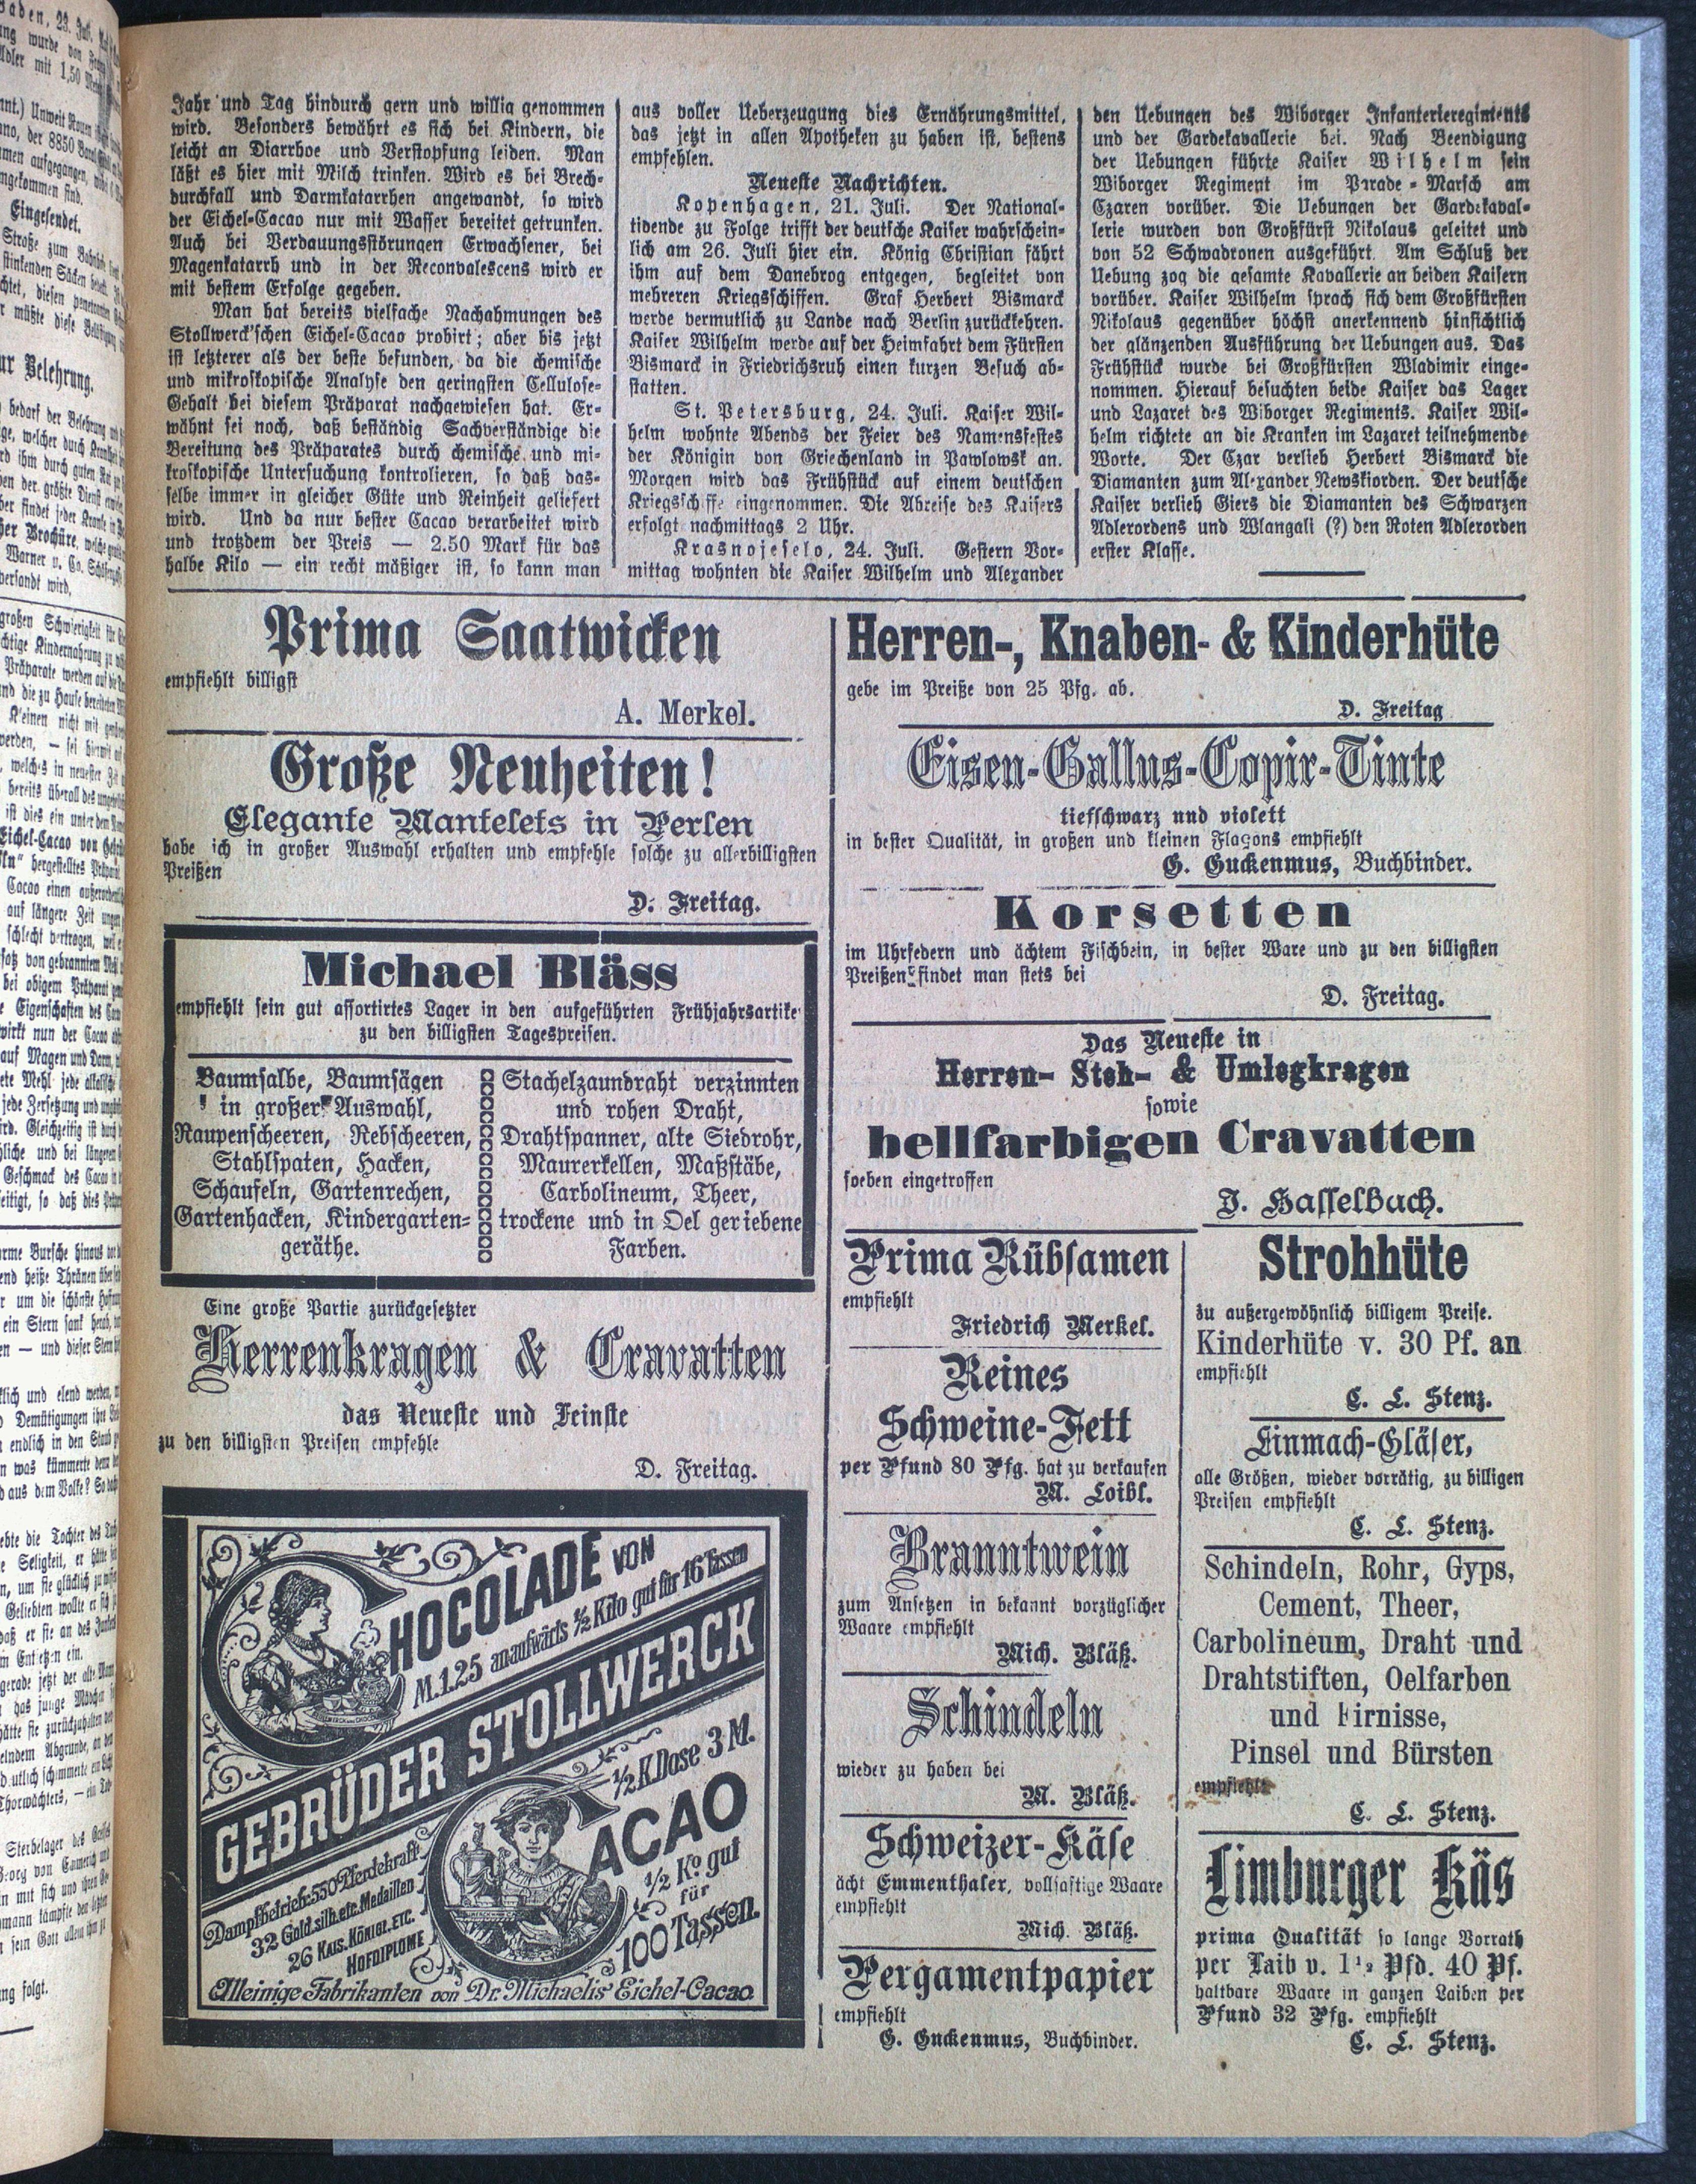 Jahr und Tag hindurch gern und willig genommen
wird. Besonders bewährt es sich bei Kindern, die
leicht an Diarrhoe und Verstopfung leiden. Man
läßt es hier mit Milch trinken. Wird es bei Brech-
durchfall und Darmkatarrhen angewandt, so wird
der Eichel-Cacao nur mit Wasser bereitet getrunken.
Auch bei Verdauungsstörungen Erwachsener, bei
Magenkatarrh und in der Reconvalescens wird er
mit bestem Erfolge gegeben.
Man hat bereits vielfache Nachahmungen des
Stollwerck'schen Eichel-Cacao probirt; aber bis jetzt
ist letzterer als der beste befunden, da die chemische
und mikroskopische Analyse den geringsten Cellulose-
Gehalt bei diesem Präparat nachgewiesen hat. Er-
wähnt sei noch, daß beständig Sachverständige die
Bereitung des Präparates durch chemische und mi-
kroskopische Untersuchung kontrolieren, so daß das-
selbe immer in gleicher Güte und Reinheit geliefert
wird. Und da nur bester Cacao verarbeitet wird
und trotzdem der Preis — 2.50 Mark für das
halbe Kilo — ein recht mäßiger ist, so kann man
aus voller Ueberzeugung dies Ernährungsmittel,
das jetzt in allen Apotheken zu haben ist, bestens
empfehlen.
Neueste Nachrichten.
Kopenhagen, 21. Juli. Der National-
tidende zu Folge trifft der deutsche Kaiser wahrschein-
lich am 26. Juli hier ein. König Christian fährt
ihm auf dem Danebrog entgegen, begleitet von
mehreren Kriegsschiffen. Graf Herbert Bismarck
werde vermutlich zu Lande nach Berlin zurückkehren.
Kaiser Wilhelm werde auf der Heimfahrt dem Fürsten
Bismarck in Friedrichsruh einen kurzen Besuch ab-
statten.
St. Petersburg, 24. Juli. Kaiser Wil-
helm wohnte Abends der Feier des Namensfestes
der Königin von Griechenland in Pawlowsk an.
Morgen wird das Frühstück auf einem deutschen
Kriegsschiffe eingenommen. Die Abreise des Kaisers
erfolgt nachmittags 2 Uhr.
Krasnojeselo, 24. Juli. Gestern Vor-
mittag wohnten die Kaiser Wilhelm und Alexander
den Uebungen des Wiborger Infanterieregiments
und der Gardekavallerie bei. Nach Beendigung
der Uebungen führte Kaiser Wilhelm sein
Wiborger Regiment im Parade-Marsch am
Czaren vorüber. Die Uebungen der Gardekaval-
lerie wurden von Großfürst Nikolaus geleitet und
von 52 Schwadronen ausgeführt. Am Schluß der
Uebung zog die gesamte Kavallerie an beiden Kaisern
vorüber. Kaiser Wilhelm sprach sich dem Großfürsten
Nikolaus gegenüber höchst anerkennend hinsichtlich
der glänzenden Ausführung der Uebungen aus. Das
Frühstück wurde bei Großfürsten Wladimir einge-
nommen. Hierauf besuchten beide Kaiser das Lager
und Lazaret des Wiborger Regiments. Kaiser Wil-
helm richtete an die Kranken im Lazaret teilnehmende
Worte. Der Czar verlieh Herbert Bismarck die
Diamanten zum Alexander Newskiorden. Der deutsche
Kaiser verlieh Giers die Diamanten des Schwarzen
Adlerordens und Wlangali (?) den Roten Adlerorden
erster Klasse.
Prima Saatwicken
empfiehlt billigst
A. Merkel.
Große Neuheiten!
Elegante Mantelets in Perlen
habe ich in großer Auswahl erhalten und empfehle solche zu allerbilligsten
Preißen
D. Freitag.
Michael Bläss
empfiehlt sein gut assortirtes Lager in den aufgeführten Frühjahrsartike
zu den billigsten Tagespreisen.
Baumsalbe, Baumsägen
in großer Auswahl,
Raupenscheeren, Rebscheeren,
Stahlspaten, Hacken,
Schaufeln, Gartenrechen,
Gartenhacken, Kindergarten-
geräthe.
Stachelzaundraht verzinnten
und rohen Draht,
Drahtspanner, alte Siedrohr,
Maurerkellen, Maßstäbe,
Carbolineum, Theer,
trockene und in Oel geriebene
Farben.
Eine große Partie zurückgesetzter
Herrenkragen & Cravatten
das Neueste und Feinste
zu den billigsten Preisen empfehle
D. Freitag.
CHOCOLADE VON
M. 1.25 an aufwärts ½ Kilo gut für 16 Tassen
GEBRÜDER STOLLWERCK
½ K. Dose 3 M.
CACAO
½ Ko gut
für
100 Tassen.
Dampfbetrieb: 550 Pferdekraft.
32 Gold. silb. etc. Medaillen
26 KAIS. KÖNIGL. ETC.
HOFDIPLOME
Alleinige Fabrikanten von Dr. Michaelis' Eichel-Cacao.
Herren-, Knaben- & Kinderhüte
gebe im Preiße von 25 Pfg. ab.
D. Freitag
Eisen-Gallus-Copir-Tinte
tiefschwarz und violett
in bester Qualität, in großen und kleinen Flacons empfiehlt
G. Guckenmus, Buchbinder.
Korsetten
im Uhrfedern und ächtem Fischbein, in bester Ware und zu den billigsten
Preißen findet man stets bei
D. Freitag.
Das Neueste in
Herren- Steh- & Umlegkragen
sowie
hellfarbigen Cravatten
soeben eingetroffen
J. Hasselbach.
Prima Rübsamen
empfiehlt
Friedrich Merkel.
Reines
Schweine-Fett
per Pfund 80 Pfg. hat zu verkaufen
M. Loibl.
Branntwein
zum Ansetzen in bekannt vorzüglicher
Waare empfiehlt
Mich. Bläß.
Schindeln
wieder zu haben bei
M. Bläß.
Schweizer-Käse
ächt Emmenthaler, vollsaftige Waare
empfiehlt
Mich. Bläß.
Pergamentpapier
empfiehlt
G. Guckenmus, Buchbinder.
Strohhüte
zu außergewöhnlich billigem Preise.
Kinderhüte v. 30 Pf. an
empfiehlt
C. L. Stenz.
Einmach-Gläser,
alle Größen, wieder vorrätig, zu billigen
Preisen empfiehlt
C. L. Stenz.
Schindeln, Rohr, Gyps,
Cement, Theer,
Carbolineum, Draht und
Drahtstiften, Oelfarben
und Firnisse,
Pinsel und Bürsten
empfiehlt
C. L. Stenz.
Limburger Käs
prima Qualität so lange Vorrath
per Laib v. 1½ Pfd. 40 Pf.
haltbare Waare in ganzen Laiben per
Pfund 32 Pfg. empfiehlt
C. L. Stenz.